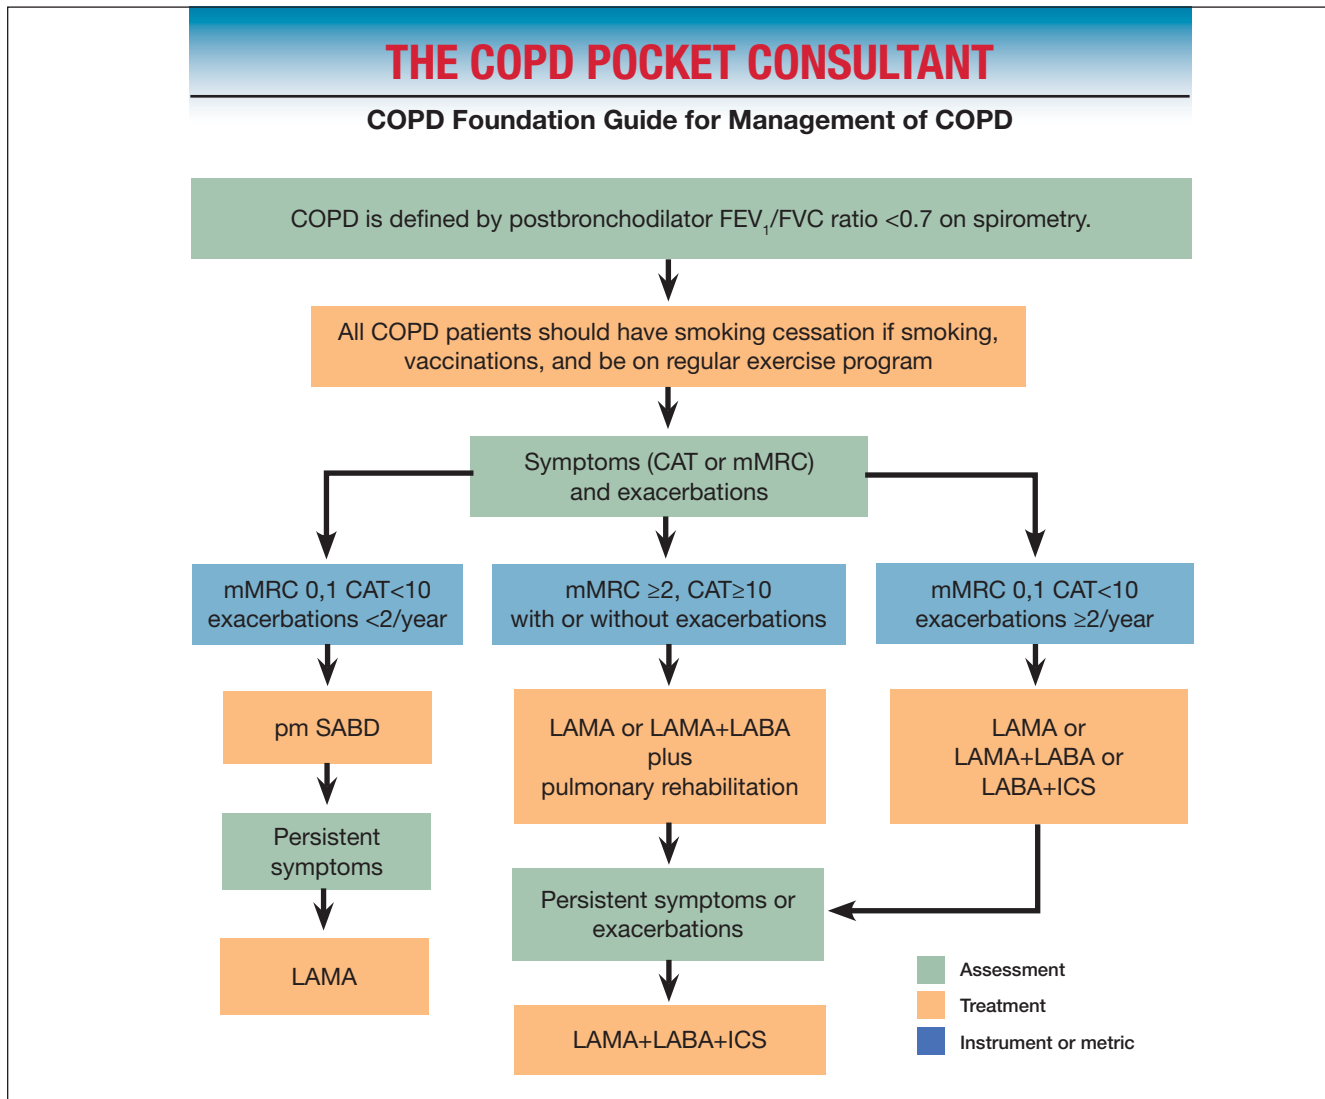 THE COPD POCKET CONSULTANT
COPD Foundation Guide for Management of COPD
COPD is defined by postbronchodilator FEV₁/FVC ratio <0.7 on spirometry.
All COPD patients should have smoking cessation if smoking,
vaccinations, and be on regular exercise program
Symptoms (CAT or mMRC)
and exacerbations
mMRC 0,1 CAT<10
exacerbations <2/year
mMRC ≥2, CAT≥10
with or without exacerbations
mMRC 0,1 CAT<10
exacerbations ≥2/year
pm SABD
LAMA or LAMA+LABA
plus
pulmonary rehabilitation
LAMA or
LAMA+LABA or
LABA+ICS
Persistent
symptoms
Persistent symptoms or
exacerbations
LAMA
LAMA+LABA+ICS
Assessment
Treatment
Instrument or metric